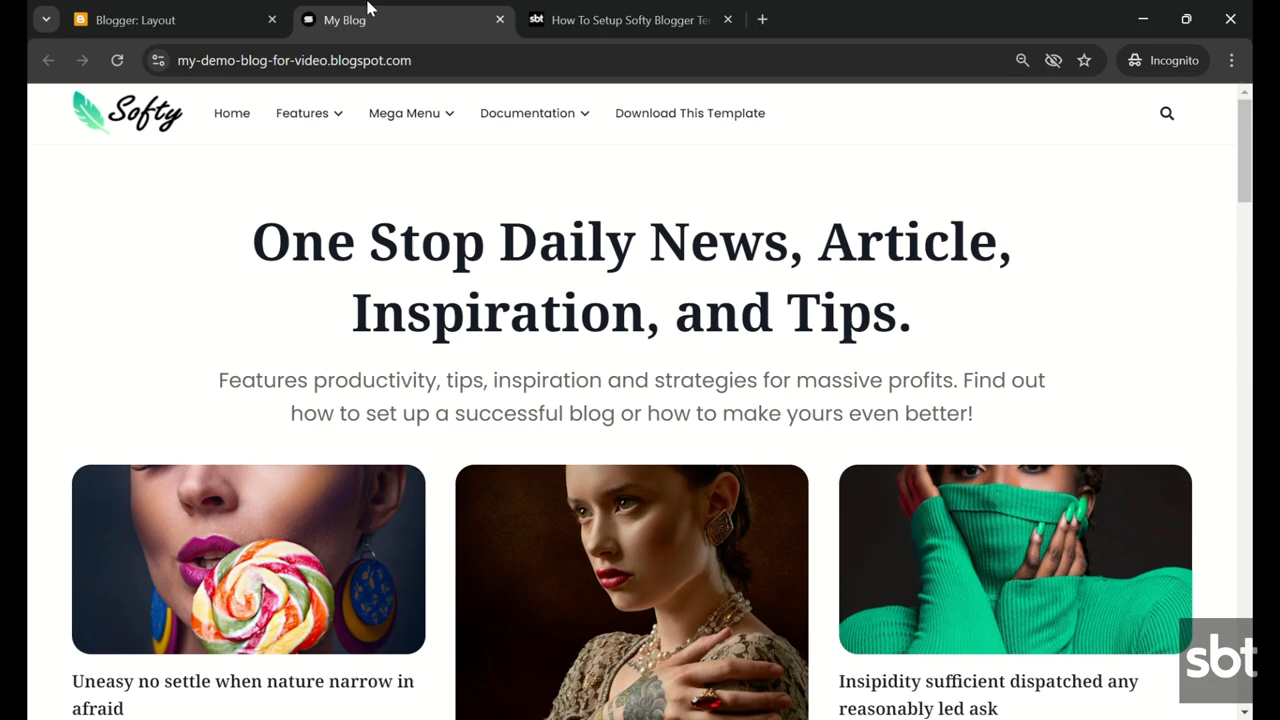 Blogger: Layout
My Blog
sbt How To Setup Softy Blogger Te
my-demo-blog-for-video.blogspot.com
Incognito
Softy
Home
Features
Mega Menu
Documentation
Download This Template
One Stop Daily News, Article,
Inspiration, and Tips.
Features productivity, tips, inspiration and strategies for massive profits. Find out
how to set up a successful blog or how to make yours even better!
Uneasy no settle when nature narrow in
afraid
Insipidity sufficient dispatched any
reasonably led ask
sbt